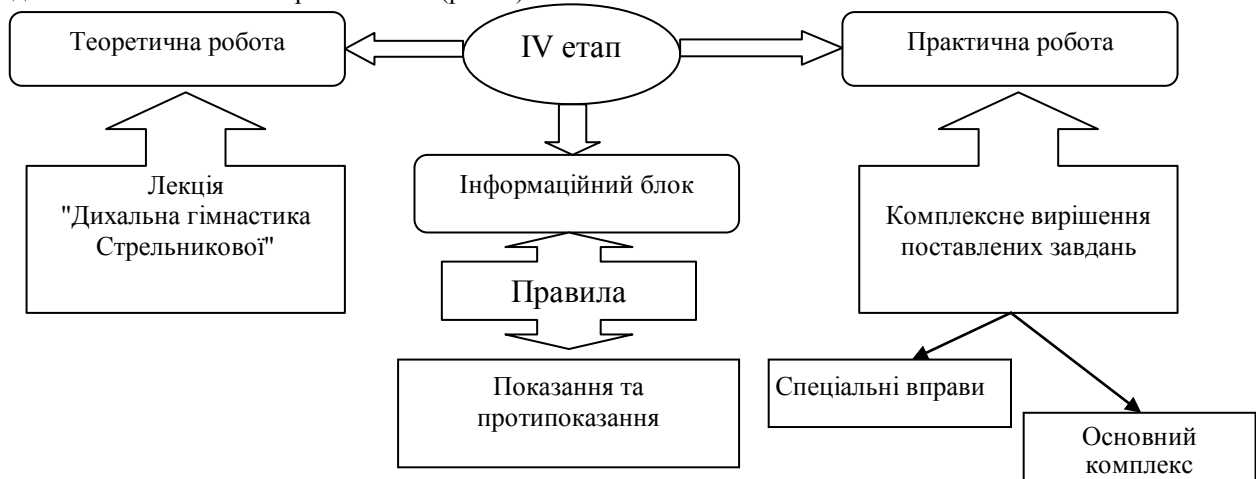 Теоретична робота
IV етап
Практична робота
Лекція
"Дихальна гімнастика
Стрельникової"
Інформаційний блок
Правила
Показання та
протипоказання
Комплексне вирішення
поставлених завдань
Спеціальні вправи
Основний
комплекс